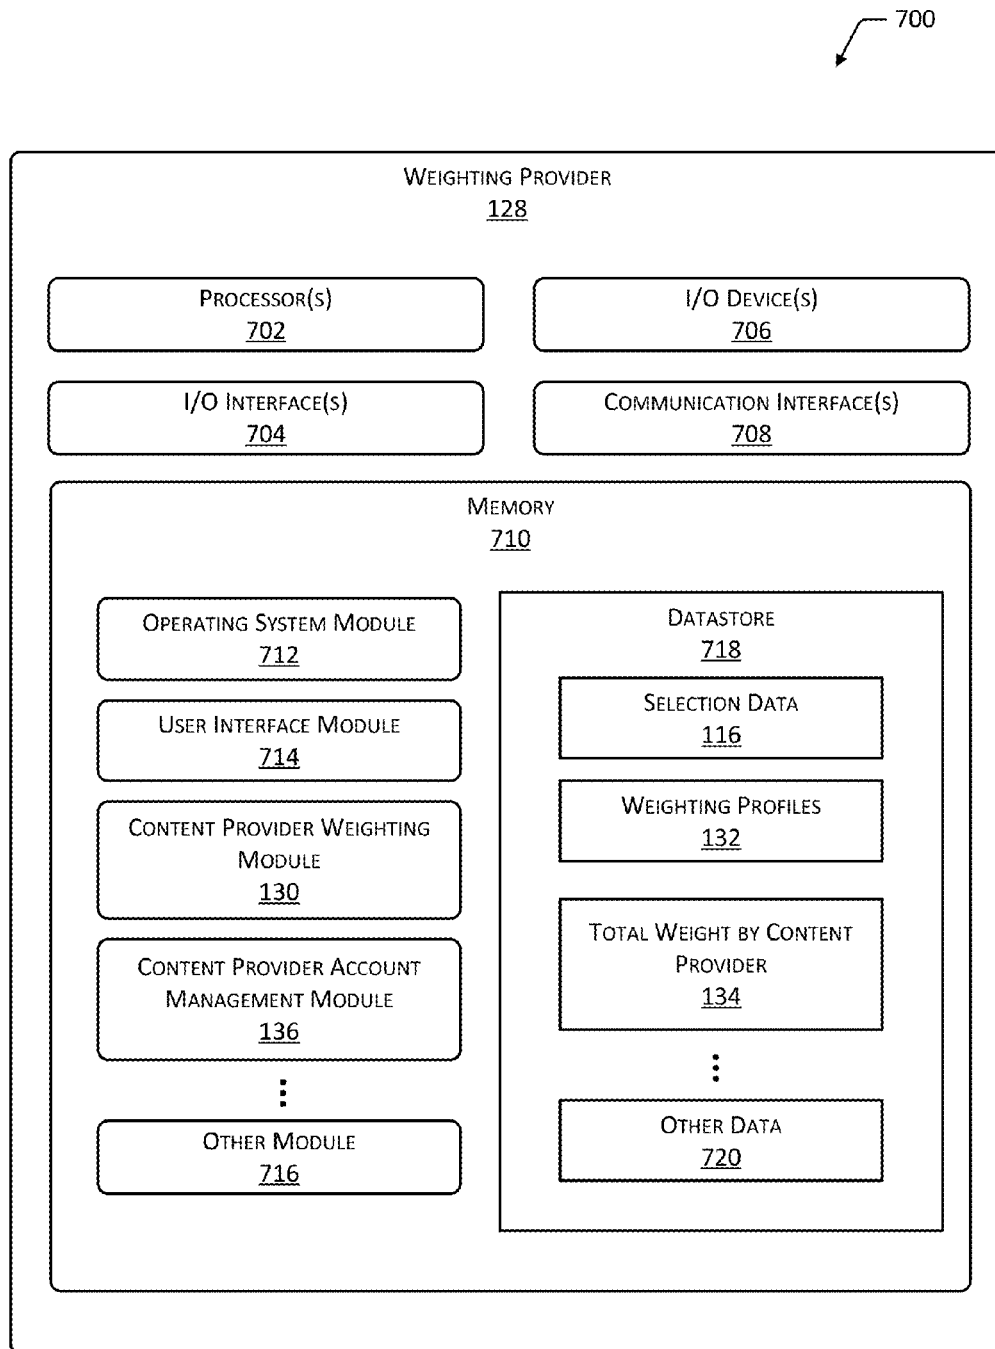 700
WEIGHTING PROVIDER
128
PROCESSOR(S)
702
I/O DEVICE(S)
706
I/O INTERFACE(S)
704
COMMUNICATION INTERFACE(S)
708
MEMORY
710
OPERATING SYSTEM MODULE
712
USER INTERFACE MODULE
714
CONTENT PROVIDER WEIGHTING
MODULE
130
CONTENT PROVIDER ACCOUNT
MANAGEMENT MODULE
136
⋮
OTHER MODULE
716
DATASTORE
718
SELECTION DATA
116
WEIGHTING PROFILES
132
TOTAL WEIGHT BY CONTENT
PROVIDER
134
⋮
OTHER DATA
720